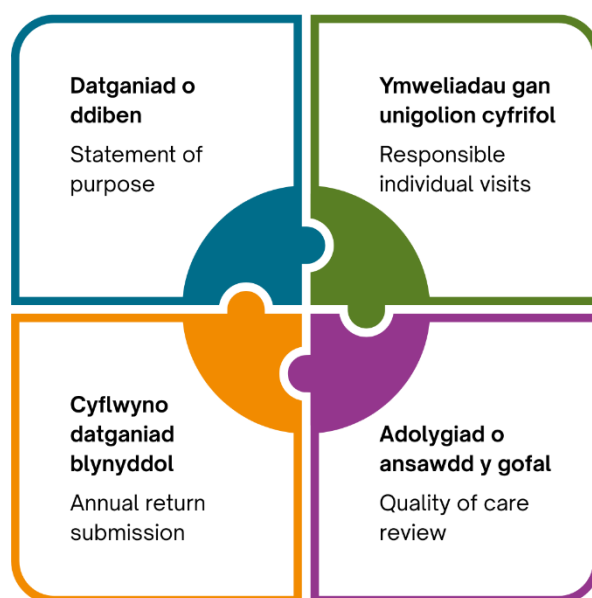 Datganiad o
ddiben
Statement of
purpose
Ymweliadau gan
unigolion cyfrifol
Responsible
individual visits
Cyflwyno
datganiad
blynyddol
Annual return
submission
Adolygiad o
ansawdd y gofal
Quality of care
review